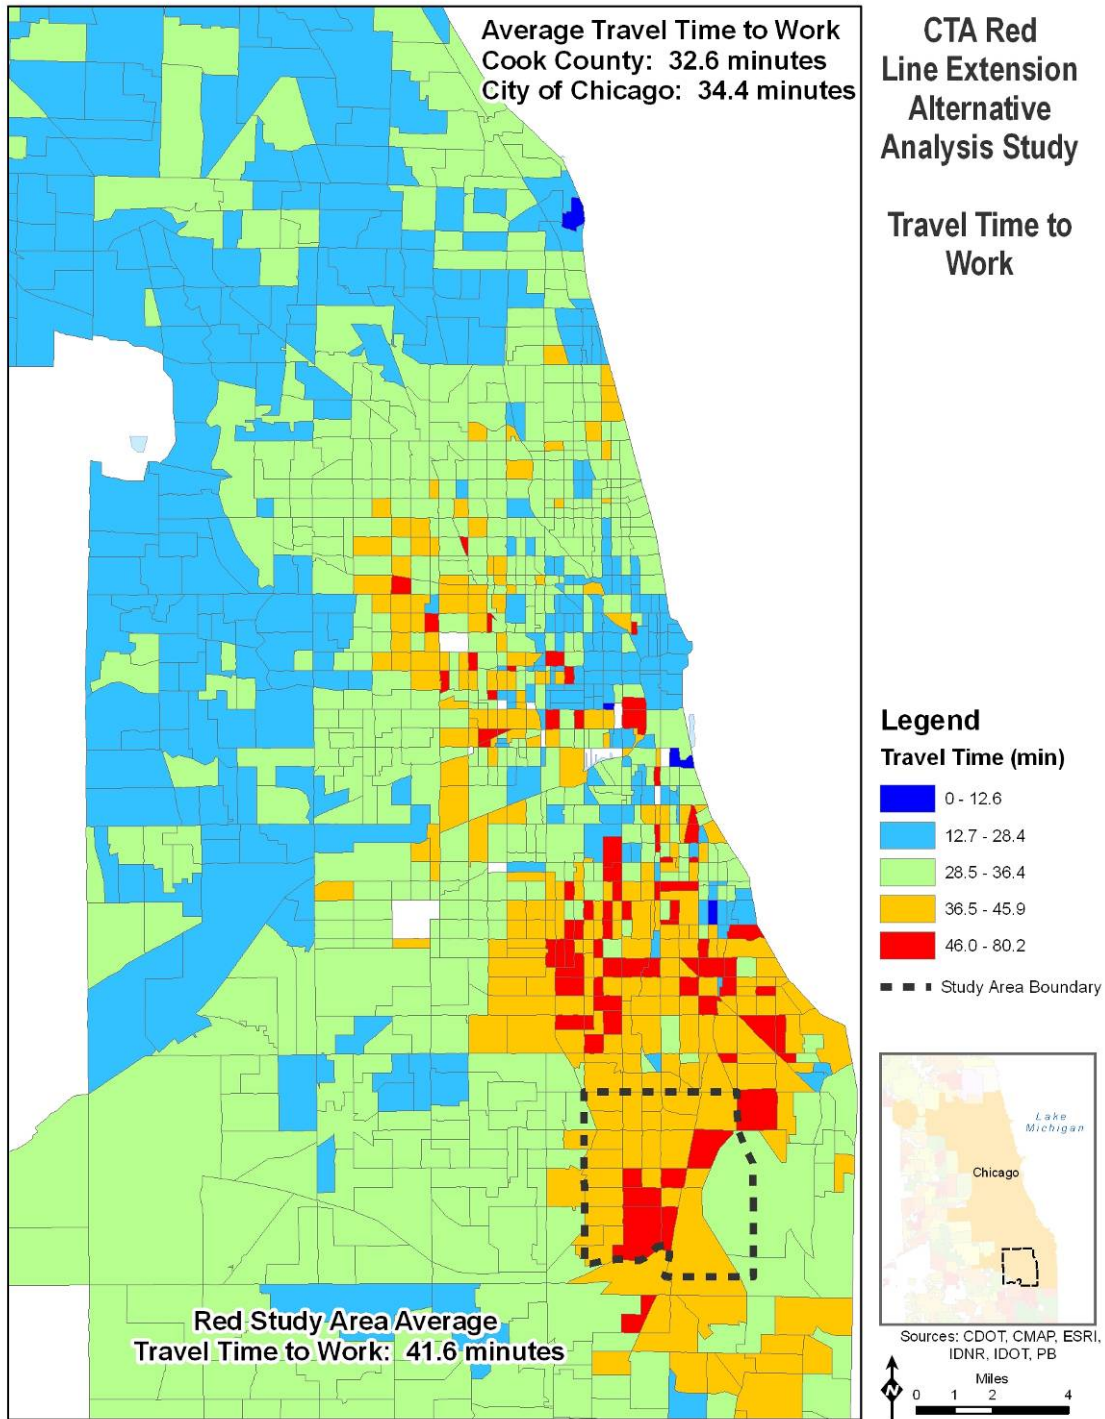 Average Travel Time to Work
Cook County: 32.6 minutes
City of Chicago: 34.4 minutes
CTA Red
Line Extension
Alternative
Analysis Study
Travel Time to
Work
Legend
Travel Time (min)
0 - 12.6
12.7 - 28.4
28.5 - 36.4
36.5 - 45.9
46.0 - 80.2
Study Area Boundary
Lake
Michigan
Chicago
Red Study Area Average
Travel Time to Work: 41.6 minutes
Sources: CDOT, CMAP, ESRI,
IDNR, IDOT, PB
N
Miles
0 1 2 4